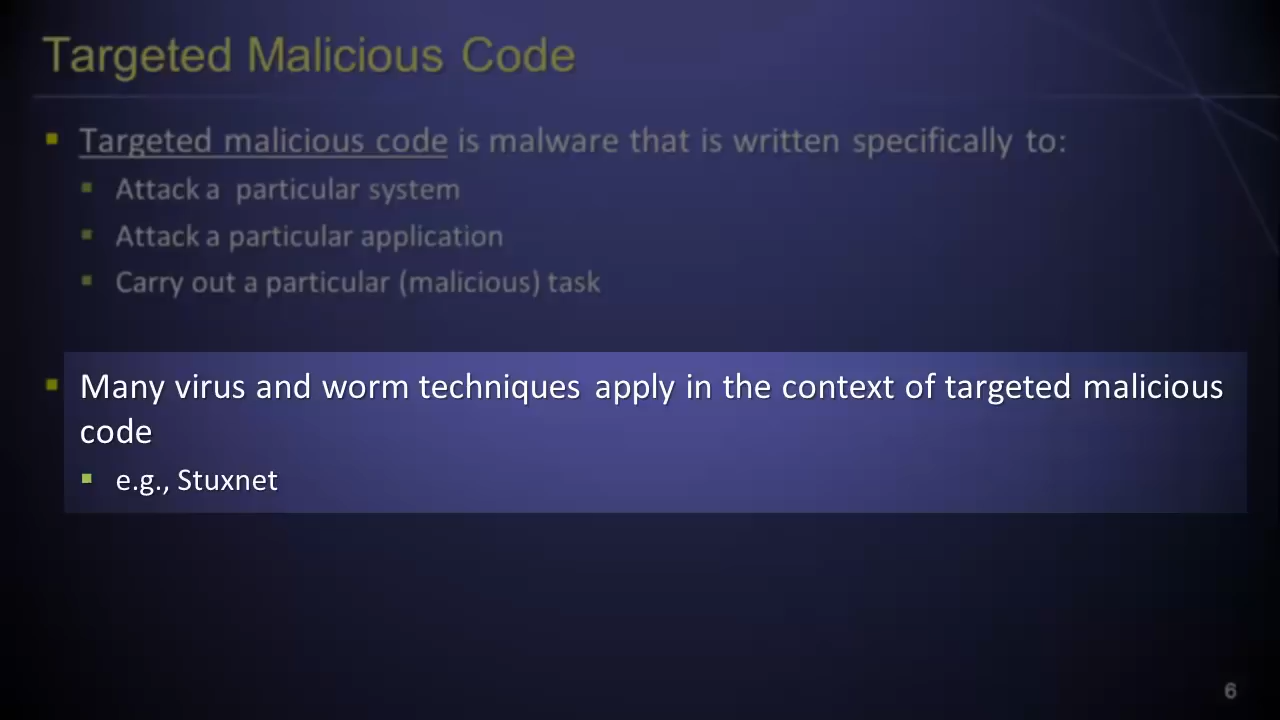 Targeted Malicious Code
Targeted malicious code is malware that is written specifically to:
Attack a particular system
Attack a particular application
Carry out a particular (malicious) task
Many virus and worm techniques apply in the context of targeted malicious
code
e.g., Stuxnet
6